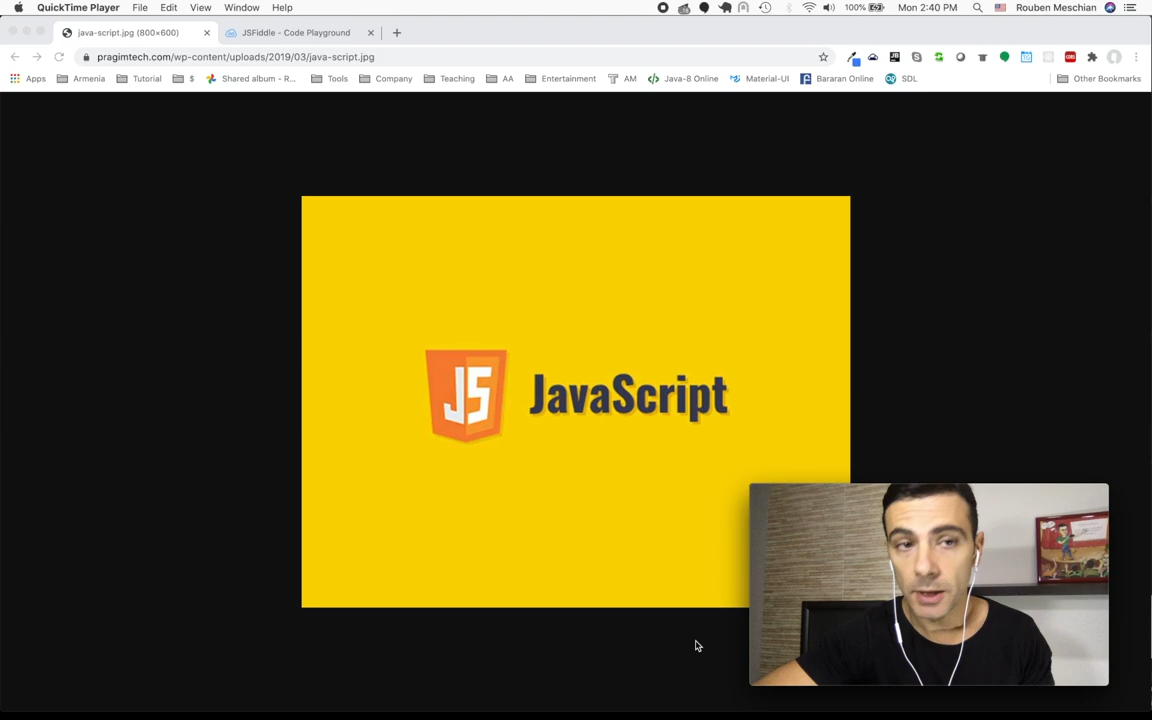 QuickTime Player File Edit View Window Help 100% Mon 2:40 PM Rouben Meschian
java-script.jpg (800×600) JSFiddle - Code Playground
pragimtech.com/wp-content/uploads/2019/03/java-script.jpg
Apps Armenia Tutorial $ Shared album - R... Tools Company Teaching AA Entertainment AM Java-8 Online Material-UI Bararan Online SDL Other Bookmarks
JS JavaScript